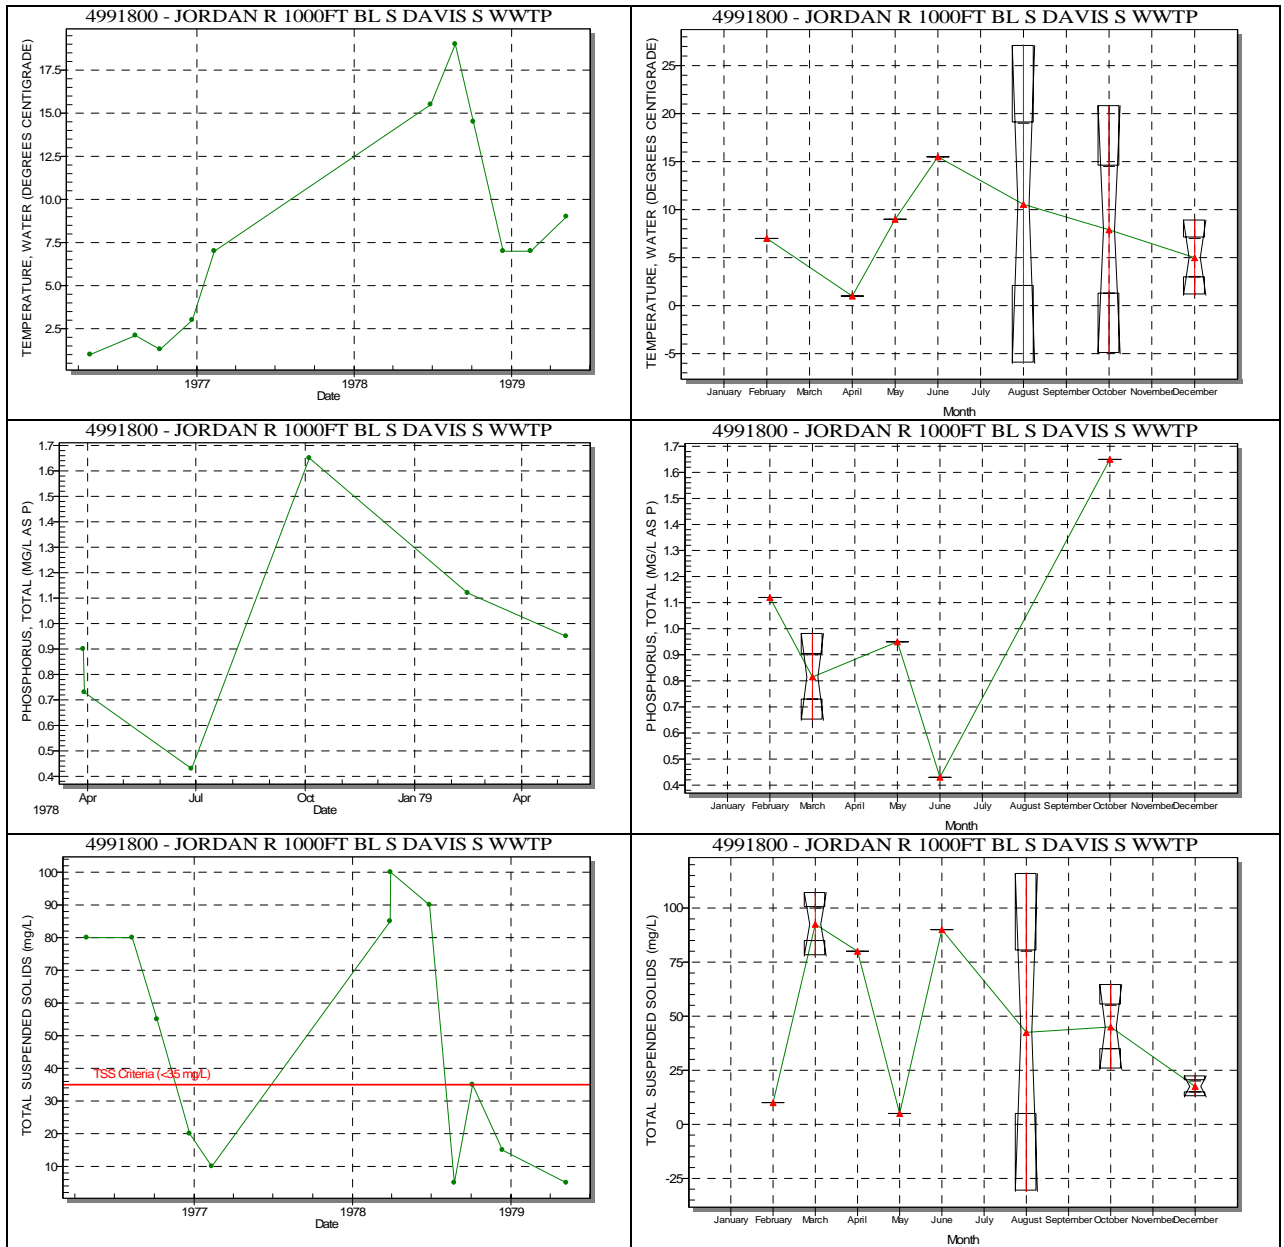 4991800 - JORDAN R 1000FT BL S DAVIS S WWTP
TEMPERATURE, WATER (DEGREES CENTIGRADE)
17.5
15.0
12.5
10.0
7.5
5.0
2.5
1977 1978 1979
Date
4991800 - JORDAN R 1000FT BL S DAVIS S WWTP
TEMPERATURE, WATER (DEGREES CENTIGRADE)
25
20
15
10
5
0
-5
January February March April May June July August September October November December
Month
4991800 - JORDAN R 1000FT BL S DAVIS S WWTP
PHOSPHORUS, TOTAL (MG/L AS P)
1.7
1.6
1.5
1.4
1.3
1.2
1.1
1.0
0.9
0.8
0.7
0.6
0.5
0.4
Apr Jul Oct Jan 79 Apr
1978
Date
4991800 - JORDAN R 1000FT BL S DAVIS S WWTP
PHOSPHORUS, TOTAL (MG/L AS P)
1.7
1.6
1.5
1.4
1.3
1.2
1.1
1.0
0.9
0.8
0.7
0.6
0.5
0.4
January February March April May June July August September October November December
Month
4991800 - JORDAN R 1000FT BL S DAVIS S WWTP
TOTAL SUSPENDED SOLIDS (mg/L)
100
90
80
70
60
50
40
30
20
10
TSS Criteria (<35 mg/L)
1977 1978 1979
Date
4991800 - JORDAN R 1000FT BL S DAVIS S WWTP
TOTAL SUSPENDED SOLIDS (mg/L)
100
75
50
25
0
-25
January February March April May June July August September October November December
Month